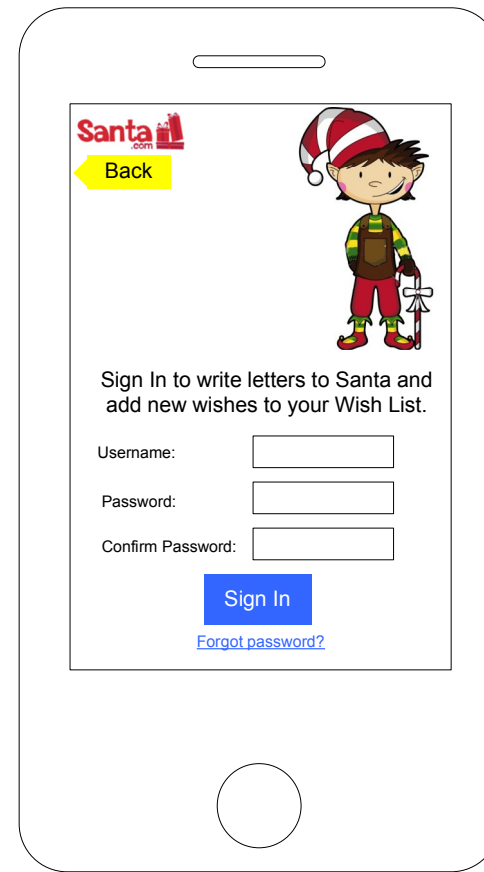 Santa
.com
Back
Sign In to write letters to Santa and
add new wishes to your Wish List.
Username:
Password:
Confirm Password:
Sign In
Forgot password?